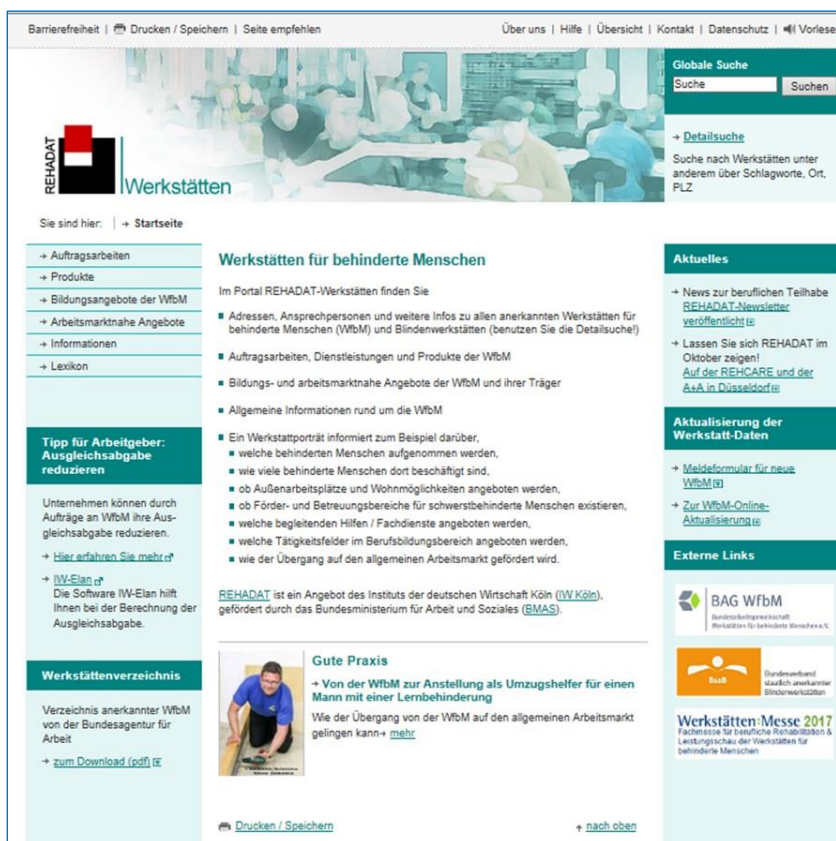 Barrierefreiheit | Drucken / Speichern | Seite empfehlen
Über uns | Hilfe | Übersicht | Kontakt | Datenschutz | Vorlese
REHADAT
Werkstätten
Globale Suche
Suche
Suchen
→ Detailsuche
Suche nach Werkstätten unter
anderem über Schlagworte, Ort,
PLZ
Sie sind hier: | → Startseite
→ Auftragsarbeiten
→ Produkte
→ Bildungsangebote der WfbM
→ Arbeitsmarktnahe Angebote
→ Informationen
→ Lexikon
Tipp für Arbeitgeber:
Ausgleichsabgabe
reduzieren
Unternehmen können durch
Aufträge an WfbM ihre Aus-
gleichsabgabe reduzieren.
→ Hier erfahren Sie mehr
→ IW-Elan
Die Software IW-Elan hilft
Ihnen bei der Berechnung der
Ausgleichsabgabe.
Werkstättenverzeichnis
Verzeichnis anerkannter WfbM
von der Bundesagentur für
Arbeit
→ zum Download (pdf)
Werkstätten für behinderte Menschen
Im Portal REHADAT-Werkstätten finden Sie
Adressen, Ansprechpersonen und weitere Infos zu allen anerkannten Werkstätten für
behinderte Menschen (WfbM) und Blindenwerkstätten (benutzen Sie die Detailsuche!)
Auftragsarbeiten, Dienstleistungen und Produkte der WfbM
Bildungs- und arbeitsmarktnahe Angebote der WfbM und ihrer Träger
Allgemeine Informationen rund um die WfbM
Ein Werkstattporträt informiert zum Beispiel darüber,
welche behinderten Menschen aufgenommen werden,
wie viele behinderte Menschen dort beschäftigt sind,
ob Außenarbeitsplätze und Wohnmöglichkeiten angeboten werden,
ob Förder- und Betreuungsbereiche für schwerstbehinderte Menschen existieren,
welche begleitenden Hilfen / Fachdienste angeboten werden,
welche Tätigkeitsfelder im Berufsbildungsbereich angeboten werden,
wie der Übergang auf den allgemeinen Arbeitsmarkt gefördert wird.
REHADAT ist ein Angebot des Instituts der deutschen Wirtschaft Köln (IW Köln),
gefördert durch das Bundesministerium für Arbeit und Soziales (BMAS).
Gute Praxis
→ Von der WfbM zur Anstellung als Umzugshelfer für einen
Mann mit einer Lernbehinderung
Wie der Übergang von der WfbM auf den allgemeinen Arbeitsmarkt
gelingen kann→ mehr
Drucken / Speichern
↑ nach oben
Aktuelles
→ News zur beruflichen Teilhabe
REHADAT-Newsletter
veröffentlicht
→ Lassen Sie sich REHADAT im
Oktober zeigen!
Auf der REHCARE und der
A+A in Düsseldorf
Aktualisierung der
Werkstatt-Daten
→ Meldeformular für neue
WfbM
→ Zur WfbM-Online-
Aktualisierung
Externe Links
BAG WfbM
Bundesarbeitsgemeinschaft
Werkstätten für behinderte Menschen e.V.
BsaB
Bundesverband
staatlich anerkannter
Blindenwerkstätten
Werkstätten:Messe 2017
Fachmesse für berufliche Rehabilitation &
Leistungsschau der Werkstätten für
behinderte Menschen